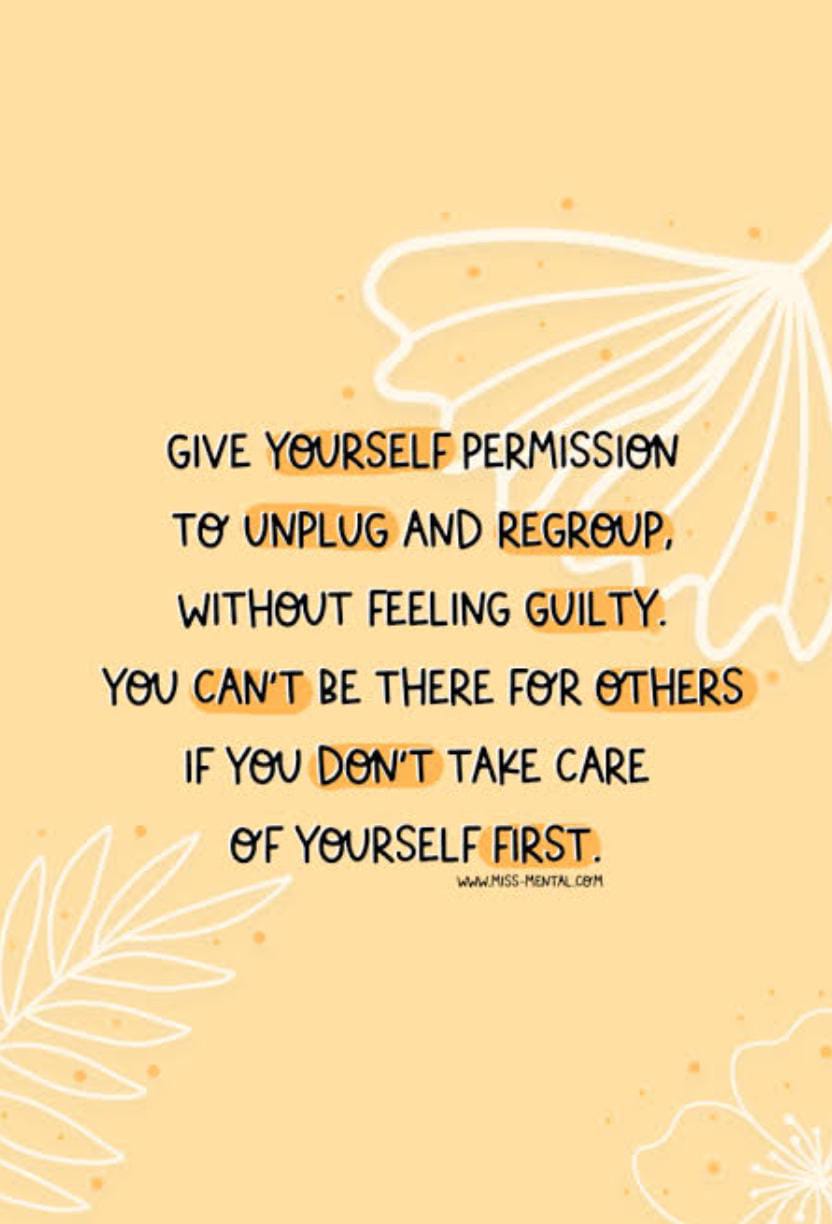 GIVE YOURSELF PERMISSION
TO UNPLUG AND REGROUP,
WITHOUT FEELING GUILTY.
YOU CAN'T BE THERE FOR OTHERS
IF YOU DON'T TAKE CARE
OF YOURSELF FIRST.
WWW.MISS-MENTAL.COM